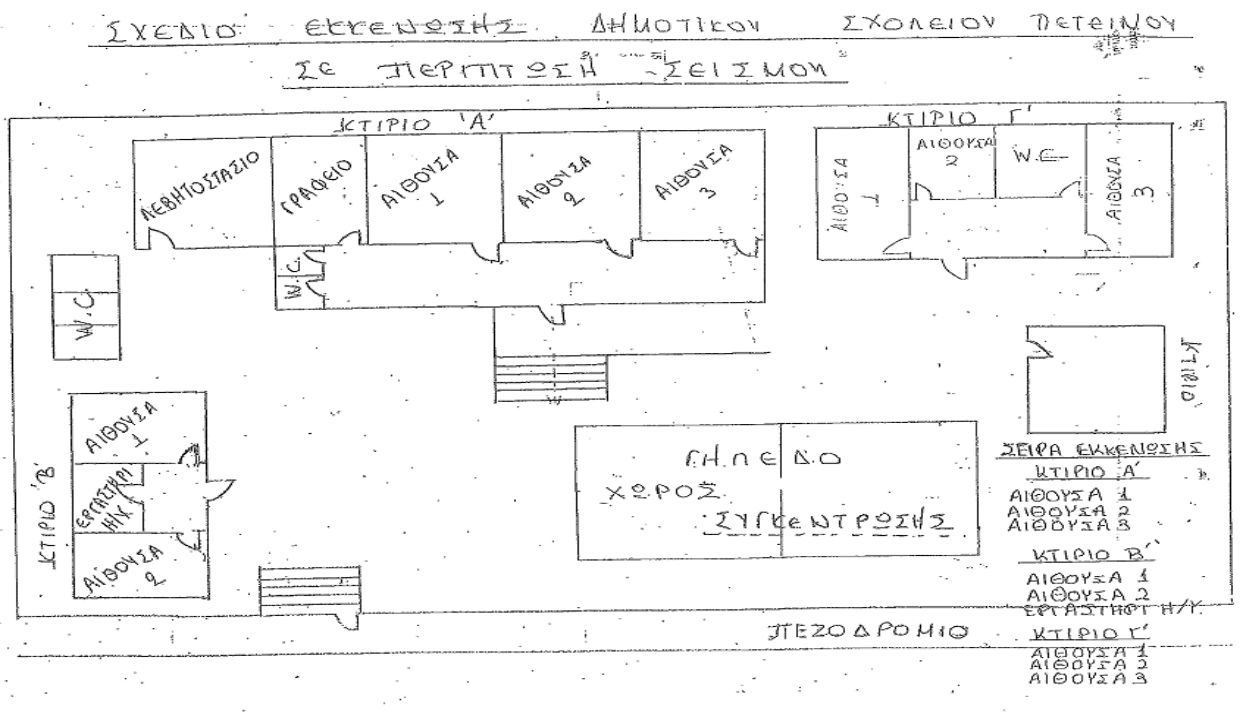 ΣΧΕΔΙΟ ΕΚΚΕΝΩΣΗΣ ΔΗΜΟΤΙΚΟΥ ΣΧΟΛΕΙΟΥ ΠΕΤΕΙΝΟΥ
ΣΕ ΠΕΡΙΠΤΩΣΗ ΣΕΙΣΜΟΥ
ΚΤΙΡΙΟ 'Α'
ΚΤΙΡΙΟ Γ'
ΛΕΒΗΤΟΣΤΑΣΙΟ
ΓΡΑΦΕΙΟ
ΑΙΘΟΥΣΑ 1
ΑΙΘΟΥΣΑ 2
ΑΙΘΟΥΣΑ 3
ΑΙΘΟΥΣΑ 1
ΑΙΘΟΥΣΑ 2
W.C.
ΑΙΘΟΥΣΑ 3
W.C.
W.C.
ΚΤΙΡΙΟ
ΚΤΙΡΙΟ 'Β'
ΑΙΘΟΥΣΑ 1
ΕΡΓΑΣΤΗΡΙ
ΑΙΘΟΥΣΑ 2
ΓΗΠΕΔΟ
ΧΩΡΟΣ
ΣΥΓΚΕΝΤΡΩΣΗΣ
ΣΕΙΡΑ ΕΚΚΕΝΩΣΗΣ
ΚΤΙΡΙΟ Α'
ΑΙΘΟΥΣΑ 1
ΑΙΘΟΥΣΑ 2
ΑΙΘΟΥΣΑ 3
ΚΤΙΡΙΟ Β'
ΑΙΘΟΥΣΑ 1
ΑΙΘΟΥΣΑ 2
ΕΡΓΑΣΤΗΡΙ Η/Υ
ΠΕΖΟΔΡΟΜΙΟ
ΚΤΙΡΙΟ Γ'
ΑΙΘΟΥΣΑ 1
ΑΙΘΟΥΣΑ 2
ΑΙΘΟΥΣΑ 3